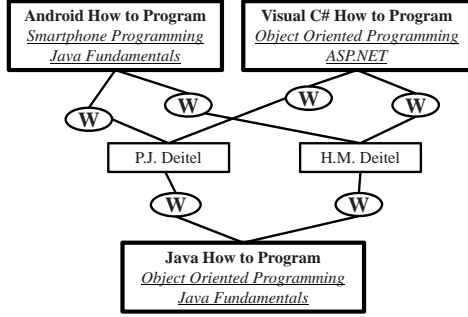 Android How to Program
Smartphone Programming
Java Fundamentals
Visual C# How to Program
Object Oriented Programming
ASP.NET
W
W
W
W
P.J. Deitel
H.M. Deitel
W
W
Java How to Program
Object Oriented Programming
Java Fundamentals